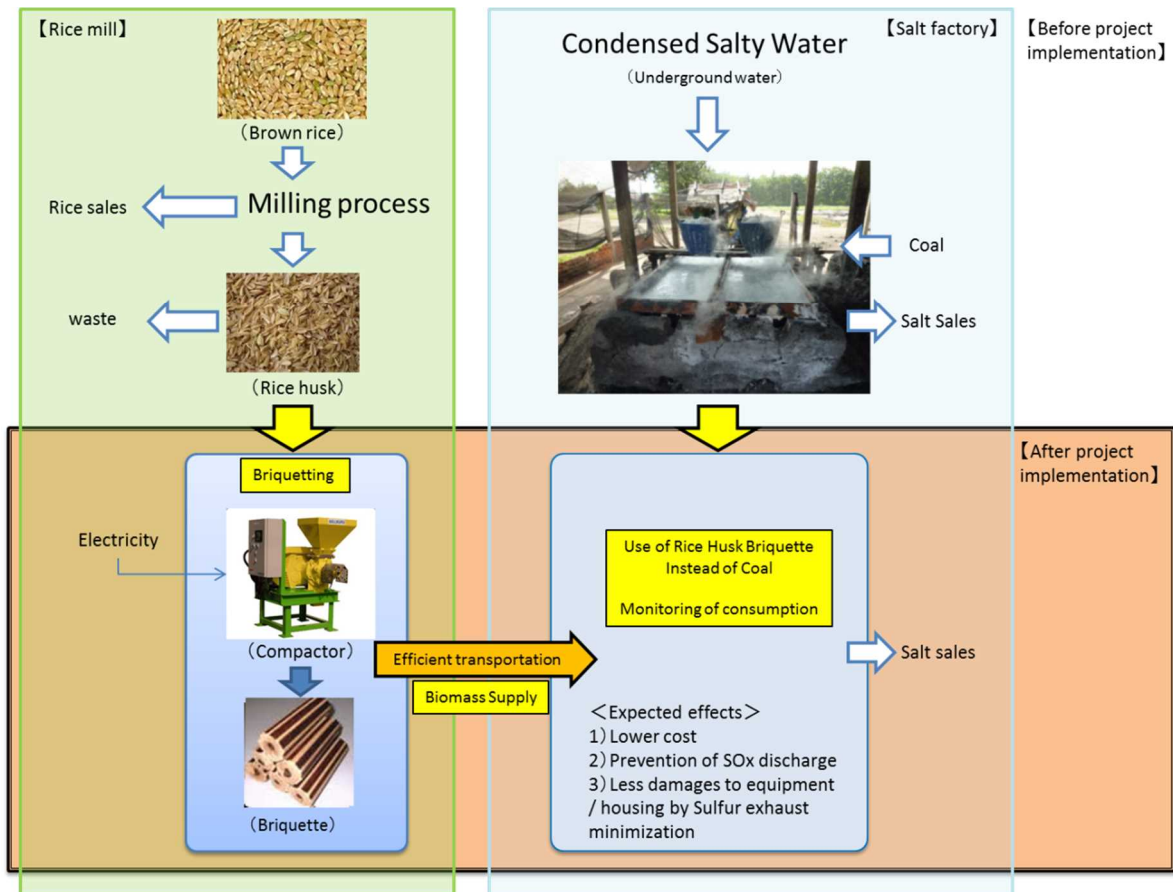 【Rice mill】
(Brown rice)
Rice sales
Milling process
waste
(Rice husk)
【Salt factory】
Condensed Salty Water
(Underground water)
Coal
Salt Sales
【Before project
implementation】
【After project
implementation】
Briquetting
Electricity
(Compactor)
(Briquette)
Efficient transportation
Biomass Supply
Use of Rice Husk Briquette
Instead of Coal
Monitoring of consumption
Salt sales
＜Expected effects＞
1)Lower cost
2)Prevention of SOx discharge
3)Less damages to equipment
/ housing by Sulfur exhaust
minimization